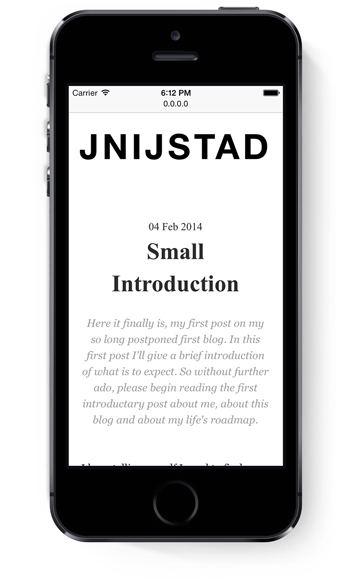 Carrier 6:12 PM
0.0.0.0
JNIJSTAD
04 Feb 2014
Small
Introduction
Here it finally is, my first post on my
so long postponed first blog. In this
first post I'll give a brief introduction
of what is to expect. So without further
ado, please begin reading the first
introductary post about me, about this
blog and about my life's roadmap.